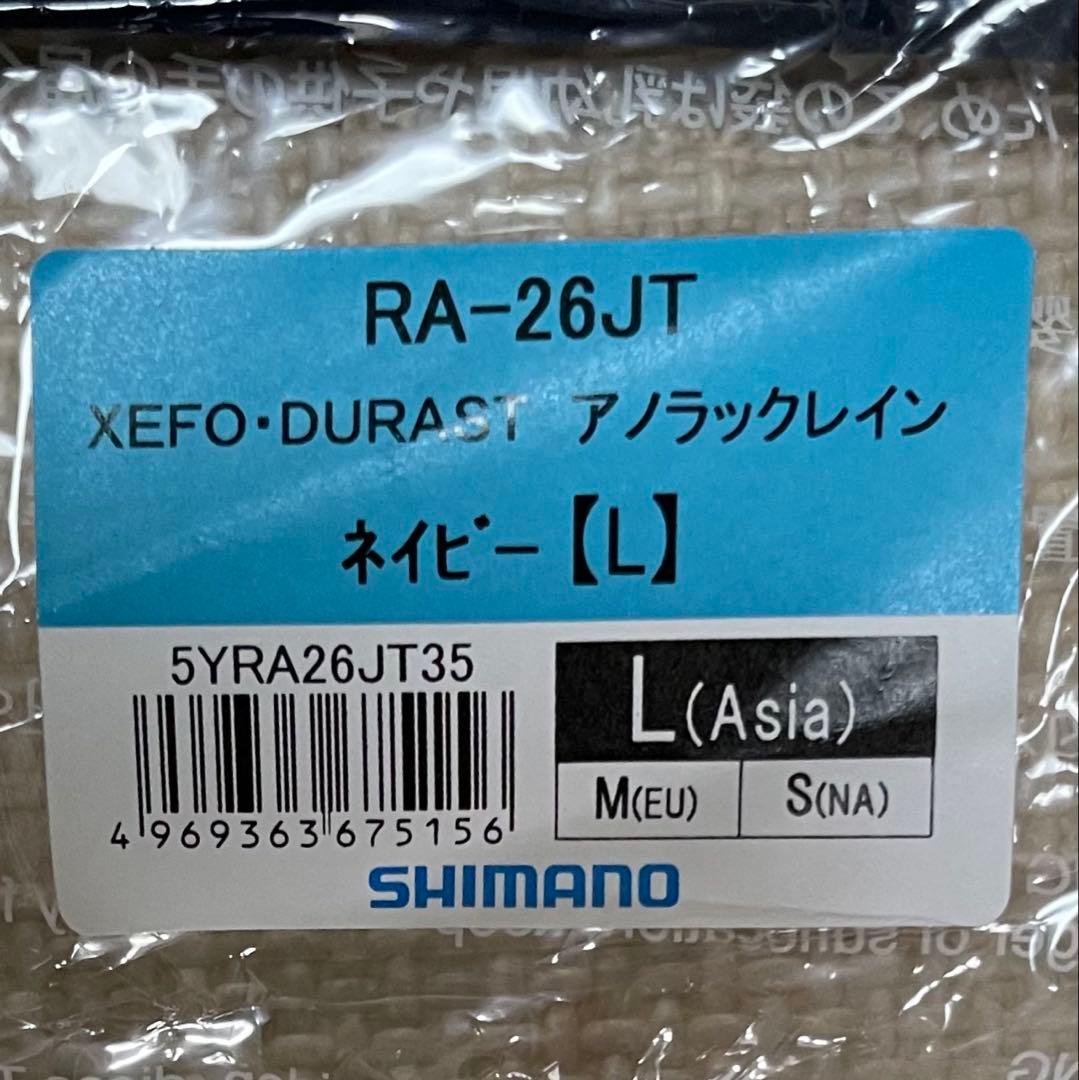 RA-26JT
XEFO・DURAST アノラックレイン
ネイビー【L】
5YRA26JT35
L(Asia)
M(EU) S(NA)
4 969363 675156
SHIMANO